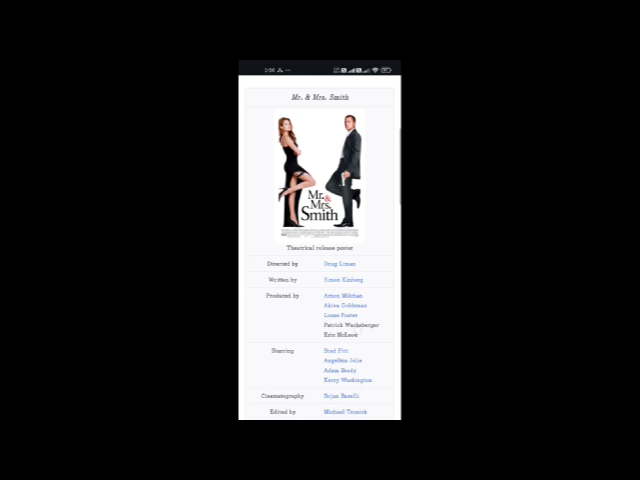 Mr. & Mrs. Smith
Mr. &
Mrs.
Smith
Theatrical release poster
Directed by Doug Liman
Written by Simon Kinberg
Produced by Arnon Milchan
Akiva Goldsman
Lucas Foster
Patrick Wachsberger
Eric McLeod
Starring Brad Pitt
Angelina Jolie
Adam Brody
Kerry Washington
Cinematography Bojan Bazelli
Edited by Michael Tronick